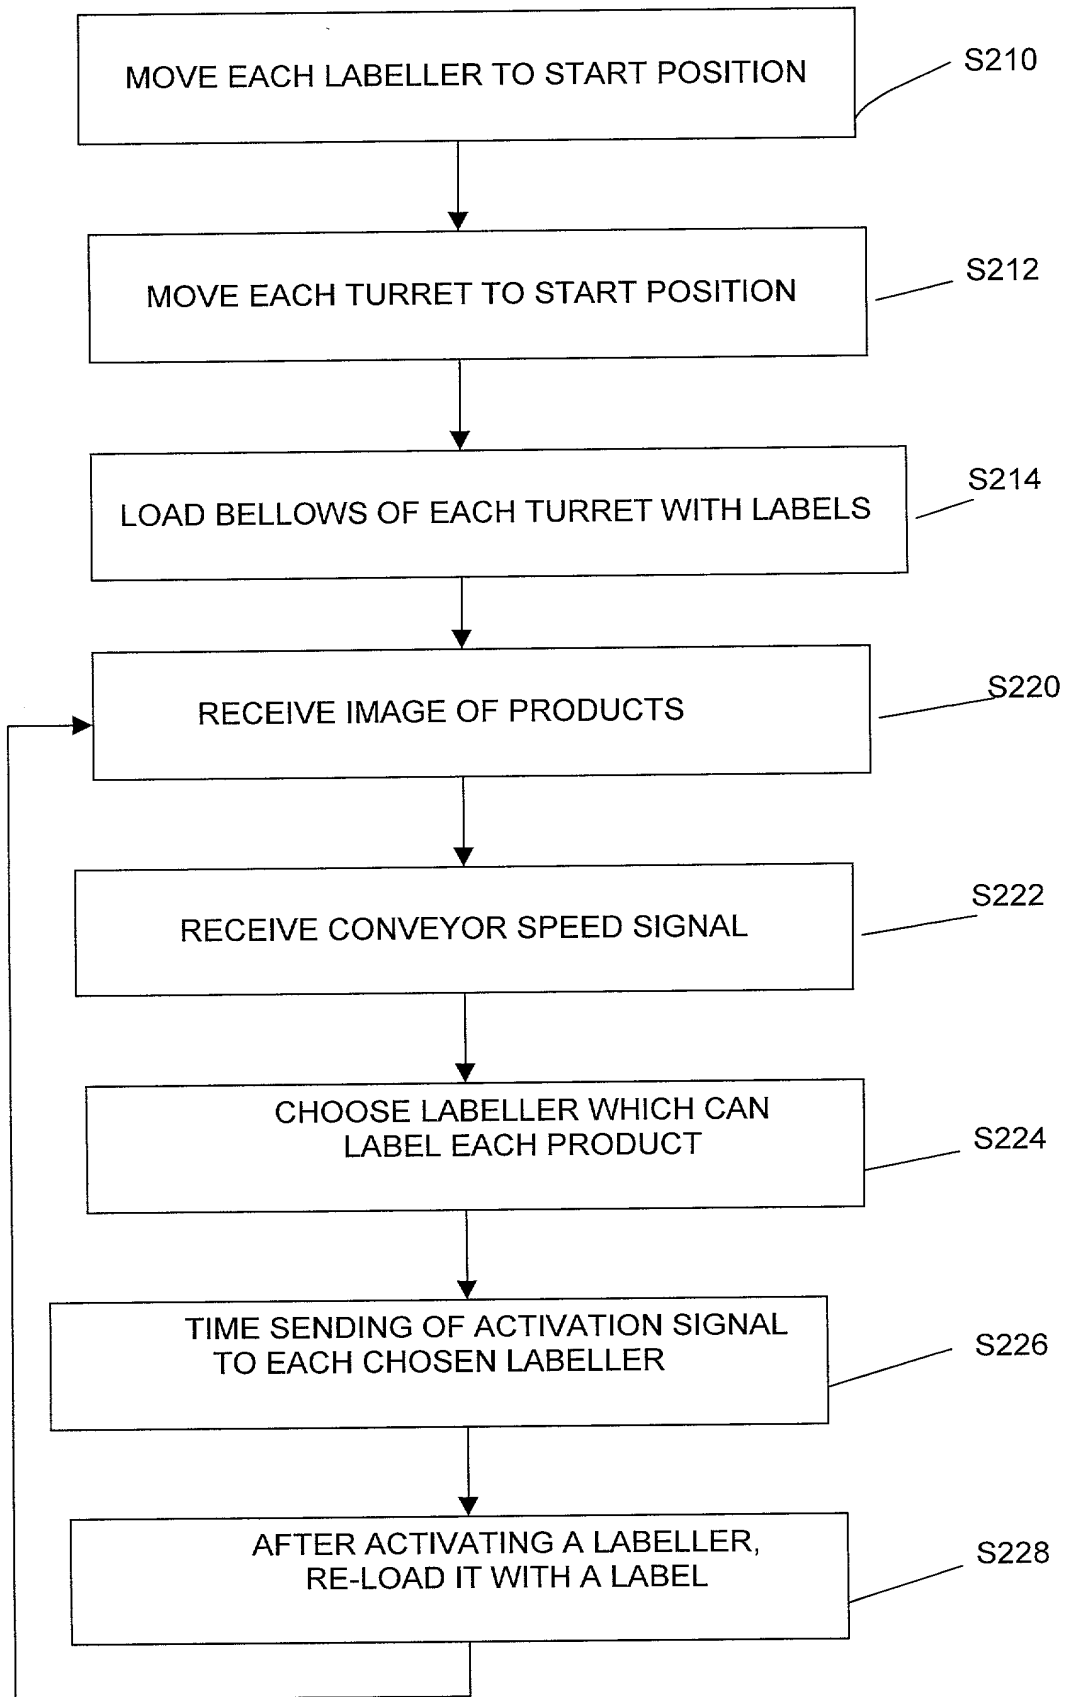 MOVE EACH LABELLER TO START POSITION
S210
MOVE EACH TURRET TO START POSITION
S212
LOAD BELLOWS OF EACH TURRET WITH LABELS
S214
RECEIVE IMAGE OF PRODUCTS
S220
RECEIVE CONVEYOR SPEED SIGNAL
S222
CHOOSE LABELLER WHICH CAN
LABEL EACH PRODUCT
S224
TIME SENDING OF ACTIVATION SIGNAL
TO EACH CHOSEN LABELLER
S226
AFTER ACTIVATING A LABELLER,
RE-LOAD IT WITH A LABEL
S228